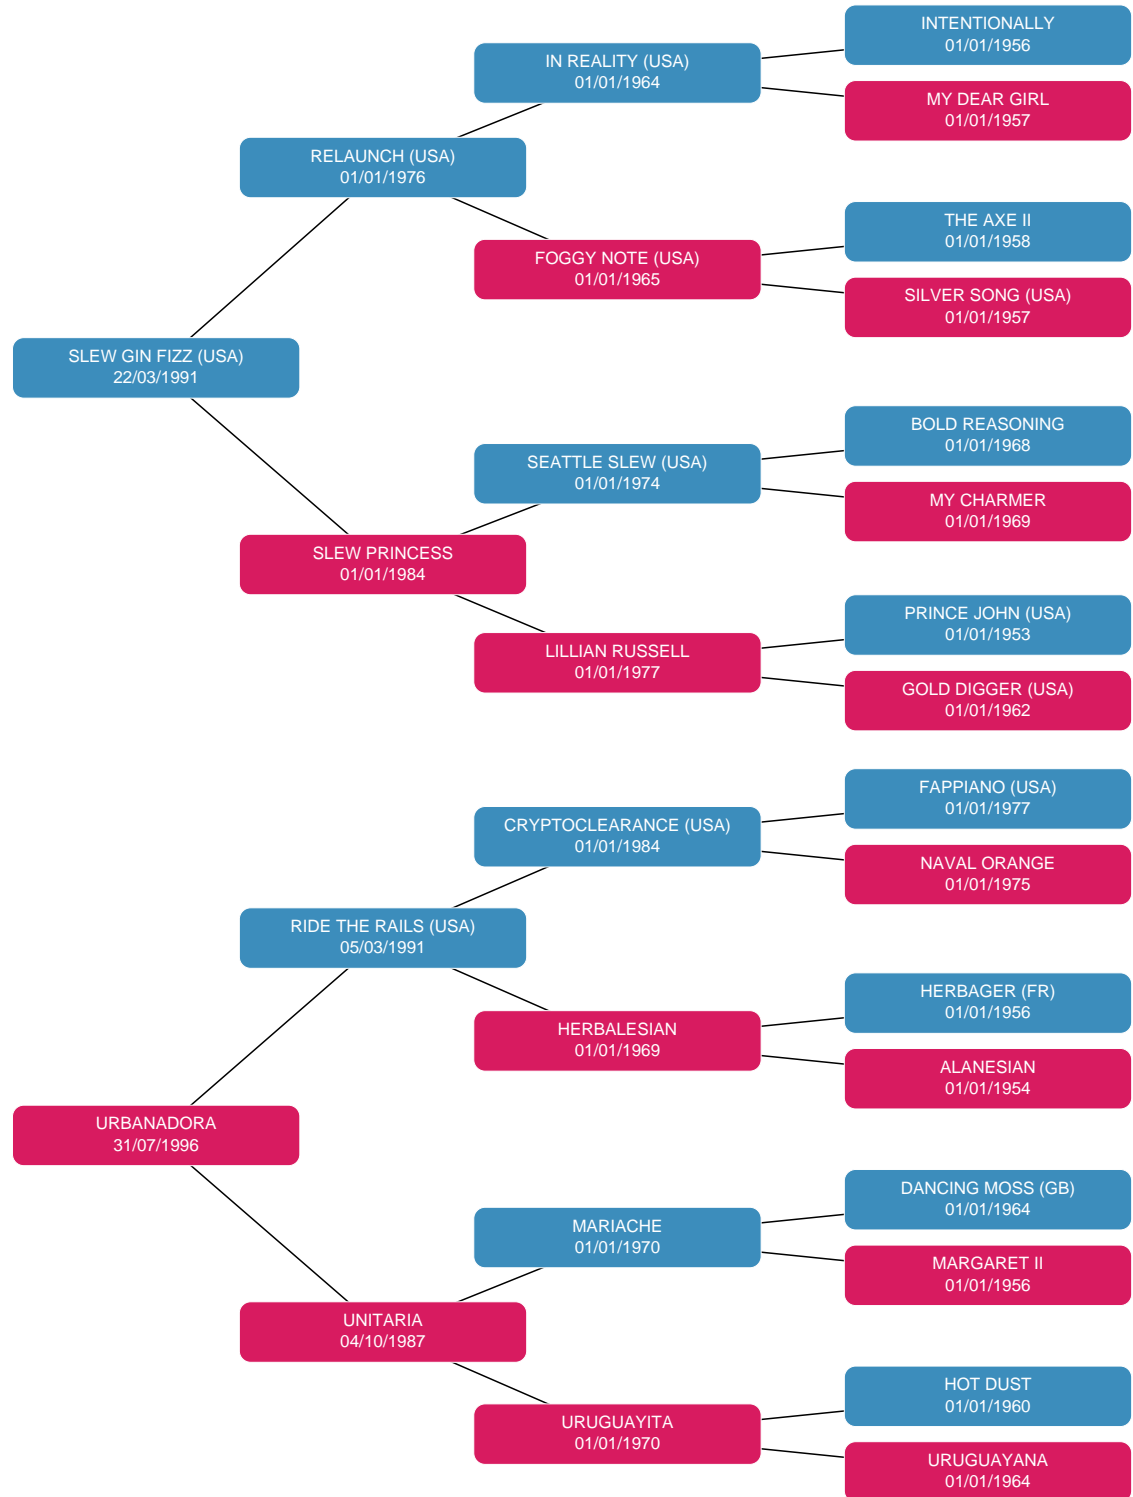 INTENTIONALLY
01/01/1956
IN REALITY (USA)
01/01/1964
MY DEAR GIRL
01/01/1957
RELAUNCH (USA)
01/01/1976
THE AXE II
01/01/1958
FOGGY NOTE (USA)
01/01/1965
SILVER SONG (USA)
01/01/1957
SLEW GIN FIZZ (USA)
22/03/1991
BOLD REASONING
01/01/1968
SEATTLE SLEW (USA)
01/01/1974
MY CHARMER
01/01/1969
SLEW PRINCESS
01/01/1984
PRINCE JOHN (USA)
01/01/1953
LILLIAN RUSSELL
01/01/1977
GOLD DIGGER (USA)
01/01/1962
FAPPIANO (USA)
01/01/1977
CRYPTOCLEARANCE (USA)
01/01/1984
NAVAL ORANGE
01/01/1975
RIDE THE RAILS (USA)
05/03/1991
HERBAGER (FR)
01/01/1956
HERBALESIAN
01/01/1969
ALANESIAN
01/01/1954
URBANADORA
31/07/1996
DANCING MOSS (GB)
01/01/1964
MARIACHE
01/01/1970
MARGARET II
01/01/1956
UNITARIA
04/10/1987
HOT DUST
01/01/1960
URUGUAYITA
01/01/1970
URUGUAYANA
01/01/1964